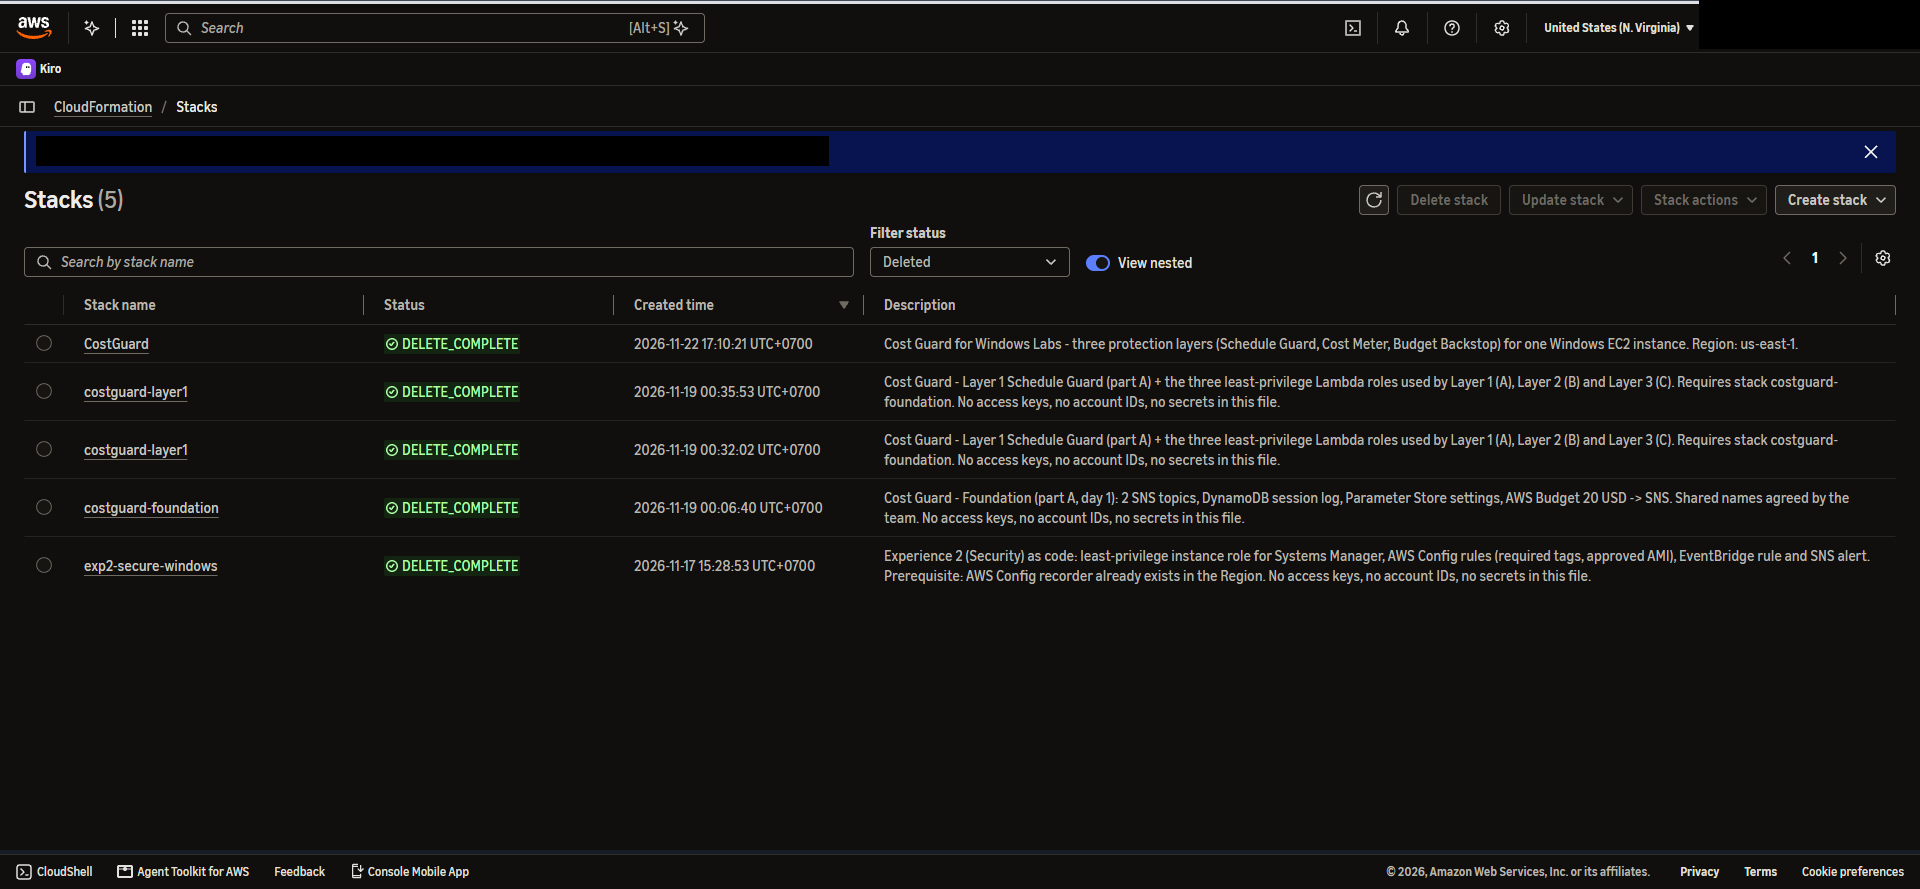 aws
Search [Alt+S]
United States (N. Virginia)
Kiro
CloudFormation / Stacks
Stacks (5)
Delete stack
Update stack
Stack actions
Create stack
Filter status
Search by stack name
Deleted
View nested
1
Stack name Status Created time Description
CostGuard DELETE_COMPLETE 2026-11-22 17:10:21 UTC+0700 Cost Guard for Windows Labs - three protection layers (Schedule Guard, Cost Meter, Budget Backstop) for one Windows EC2 instance. Region: us-east-1.
costguard-layer1 DELETE_COMPLETE 2026-11-19 00:35:53 UTC+0700 Cost Guard - Layer 1 Schedule Guard (part A) + the three least-privilege Lambda roles used by Layer 1 (A), Layer 2 (B) and Layer 3 (C). Requires stack costguard-
foundation. No access keys, no account IDs, no secrets in this file.
costguard-layer1 DELETE_COMPLETE 2026-11-19 00:32:02 UTC+0700 Cost Guard - Layer 1 Schedule Guard (part A) + the three least-privilege Lambda roles used by Layer 1 (A), Layer 2 (B) and Layer 3 (C). Requires stack costguard-
foundation. No access keys, no account IDs, no secrets in this file.
costguard-foundation DELETE_COMPLETE 2026-11-19 00:06:40 UTC+0700 Cost Guard - Foundation (part A, day 1): 2 SNS topics, DynamoDB session log, Parameter Store settings, AWS Budget 20 USD -> SNS. Shared names agreed by the
team. No access keys, no account IDs, no secrets in this file.
exp2-secure-windows DELETE_COMPLETE 2026-11-17 15:28:53 UTC+0700 Experience 2 (Security) as code: least-privilege instance role for Systems Manager, AWS Config rules (required tags, approved AMI), EventBridge rule and SNS alert.
Prerequisite: AWS Config recorder already exists in the Region. No access keys, no account IDs, no secrets in this file.
CloudShell Agent Toolkit for AWS Feedback Console Mobile App © 2026, Amazon Web Services, Inc. or its affiliates. Privacy Terms Cookie preferences